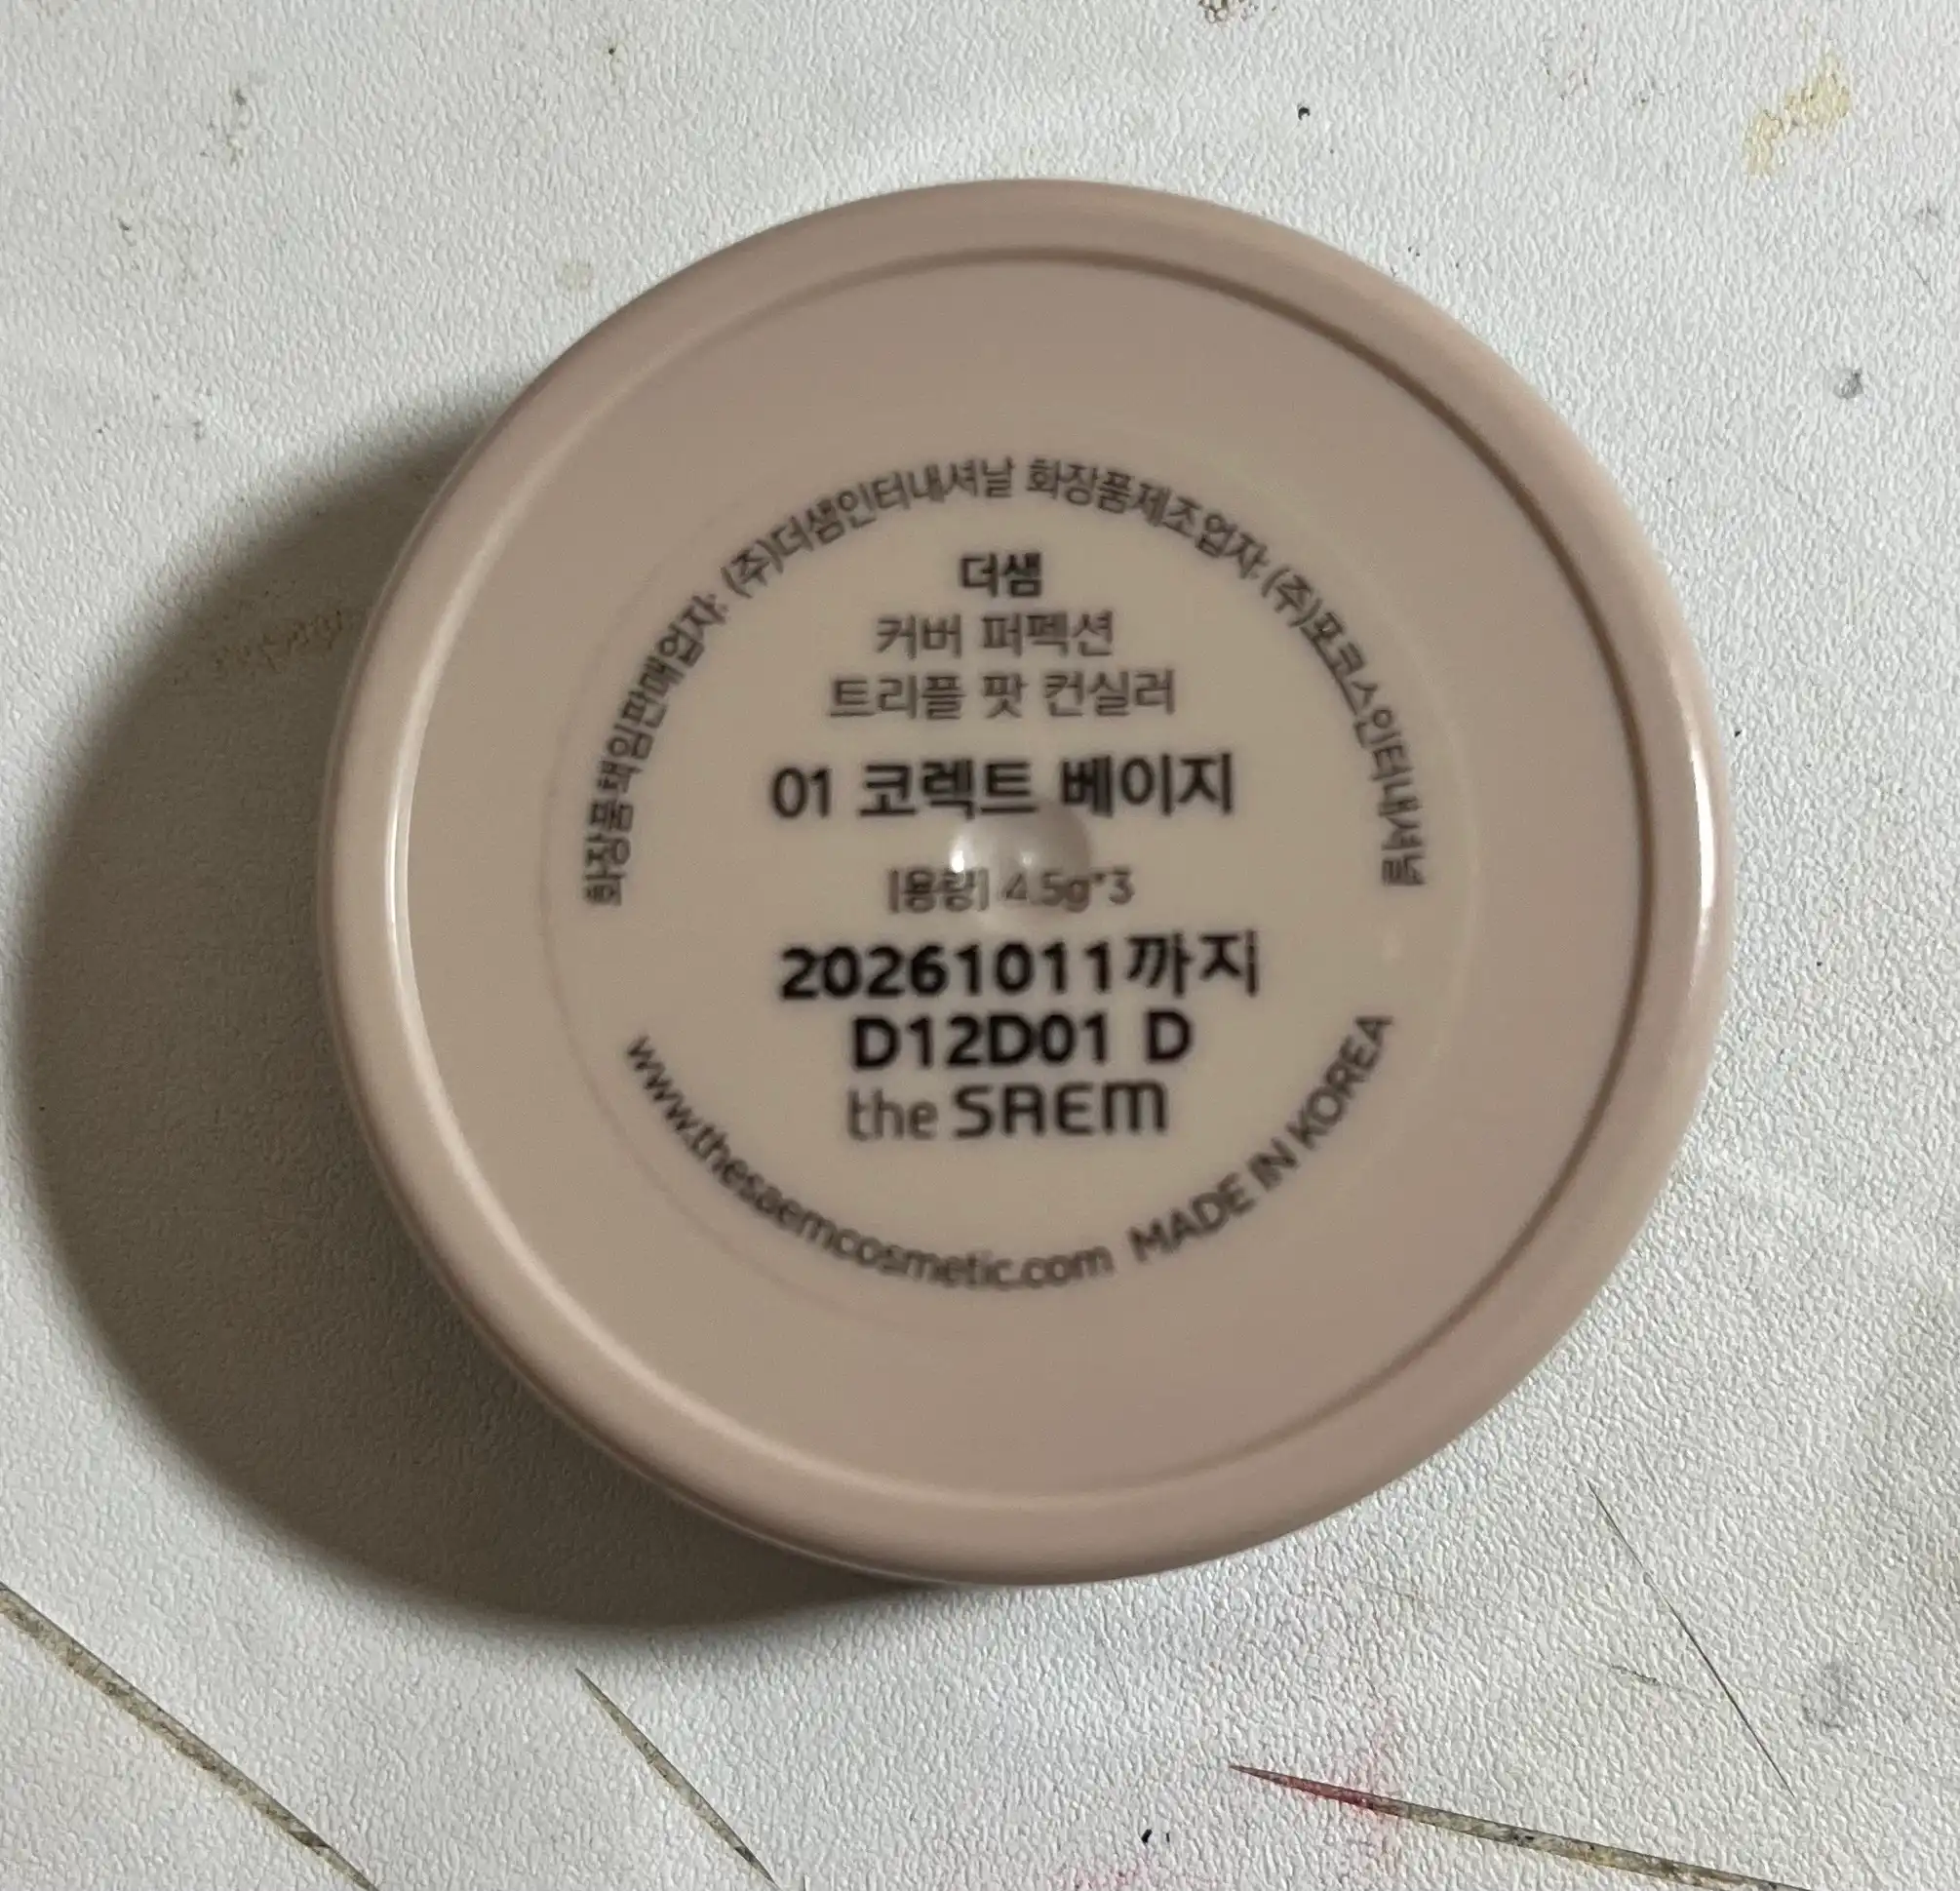 화장품책임판매업자: (주)더샘인터내셔날 화장품제조업자: (주)포코스인터내셔널
더샘
커버 퍼펙션
트리플 팟 컨실러
01 코렉트 베이지
[용량] 4.5g*3
20261011까지
D12D01 D
the SAEM
www.thesaemcosmetic.com MADE IN KOREA